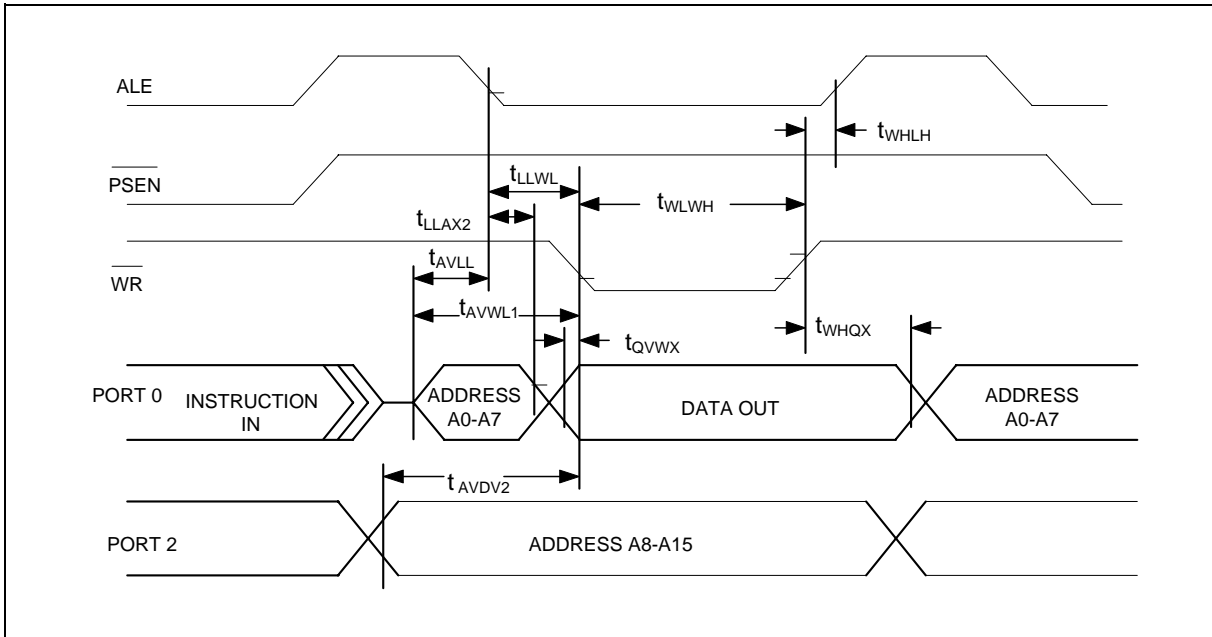 ALE
tWHLH
PSEN
tLLWL
tWLWH
tLLAX2
tAVLL
WR
tAVWL1
tWHQX
tQVWX
PORT 0
INSTRUCTION
IN
ADDRESS
A0-A7
DATA OUT
ADDRESS
A0-A7
tAVDV2
PORT 2
ADDRESS A8-A15